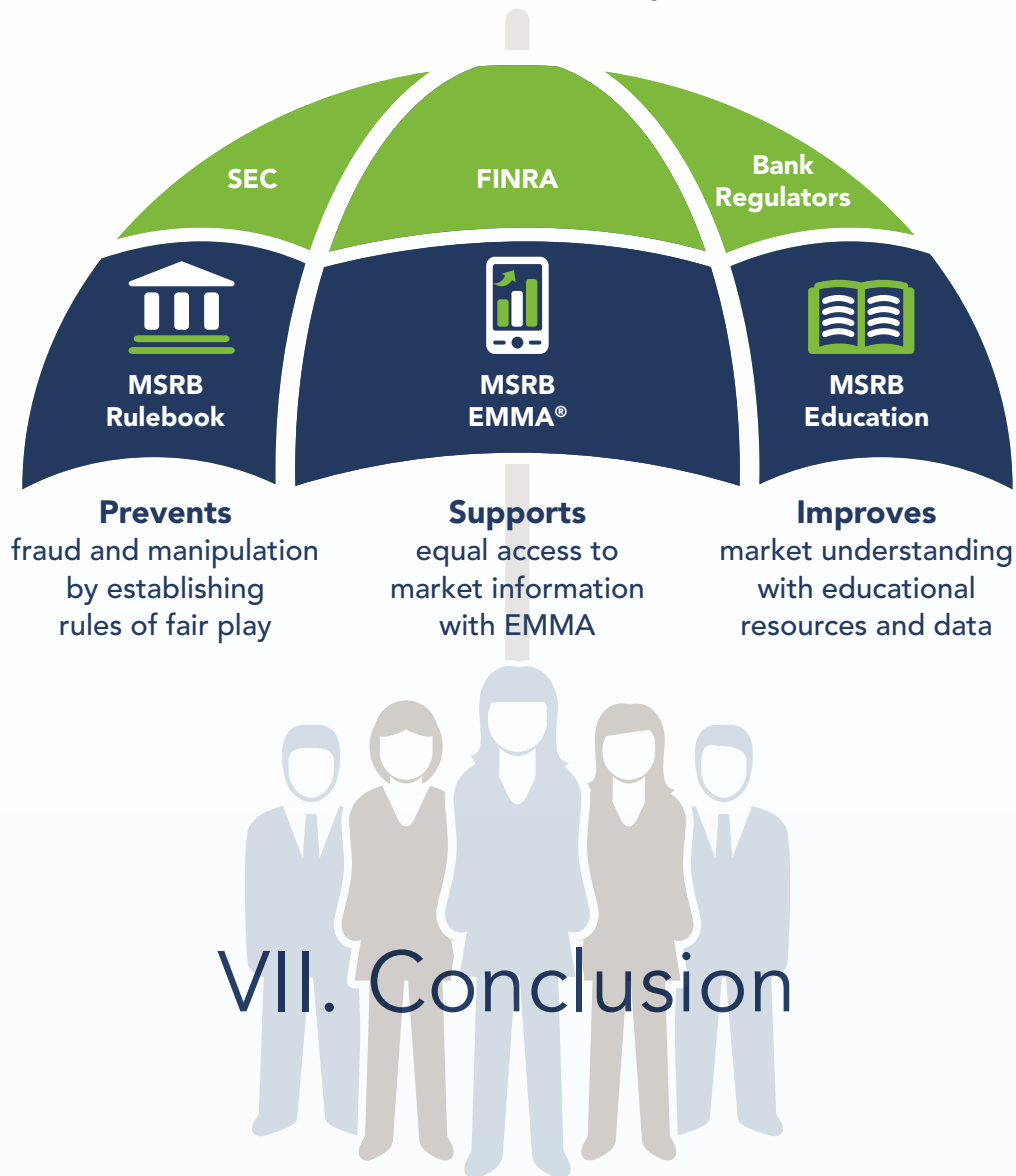 SEC
FINRA
Bank
Regulators
MSRB
Rulebook
MSRB
EMMA®
MSRB
Education
Prevents
fraud and manipulation
by establishing
rules of fair play
Supports
equal access to
market information
with EMMA
Improves
market understanding
with educational
resources and data
VII. Conclusion